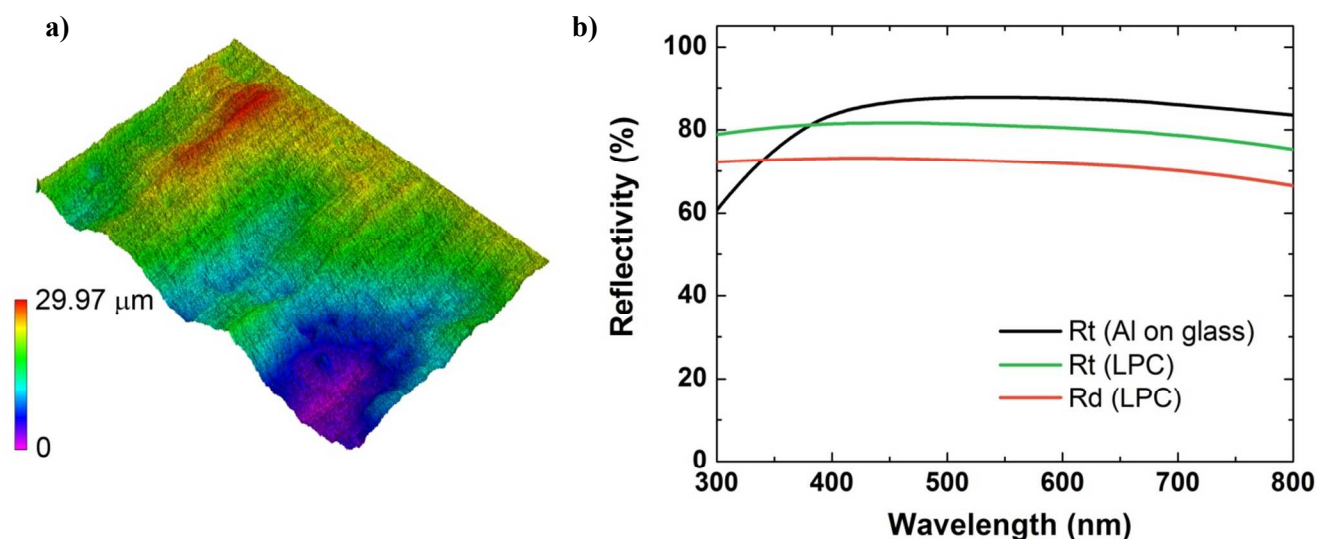 a)
29.97 μm
0
b)
Reflectivity (%)
100
80
60
40
20
0
Rt (Al on glass)
Rt (LPC)
Rd (LPC)
300 400 500 600 700 800
Wavelength (nm)